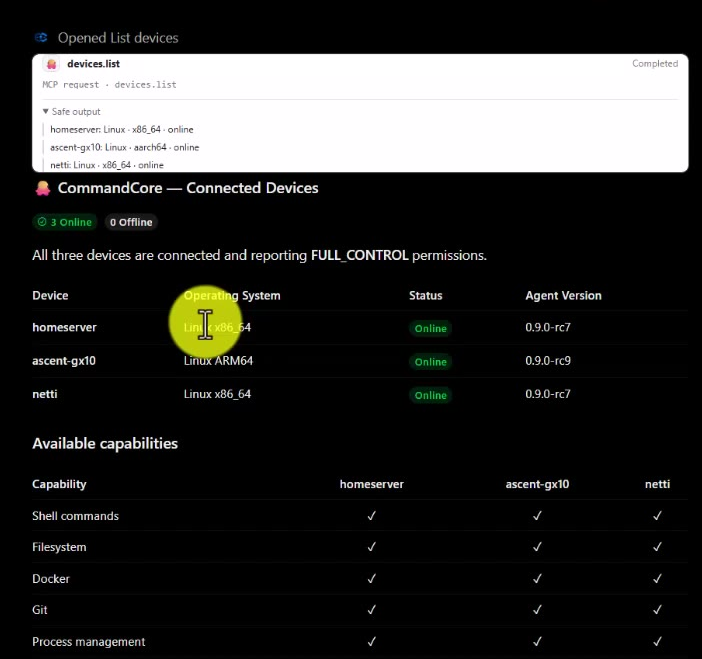 Opened List devices
devices.list
Completed
MCP request · devices.list
▼ Safe output
homeserver: Linux · x86_64 · online
ascent-gx10: Linux · aarch64 · online
netti: Linux · x86_64 · online
CommandCore — Connected Devices
3 Online 0 Offline
All three devices are connected and reporting FULL_CONTROL permissions.
Device Operating System Status Agent Version
homeserver Linux x86_64 Online 0.9.0-rc7
ascent-gx10 Linux ARM64 Online 0.9.0-rc9
netti Linux x86_64 Online 0.9.0-rc7
Available capabilities
Capability homeserver ascent-gx10 netti
Shell commands ✓ ✓ ✓
Filesystem ✓ ✓ ✓
Docker ✓ ✓ ✓
Git ✓ ✓ ✓
Process management ✓ ✓ ✓